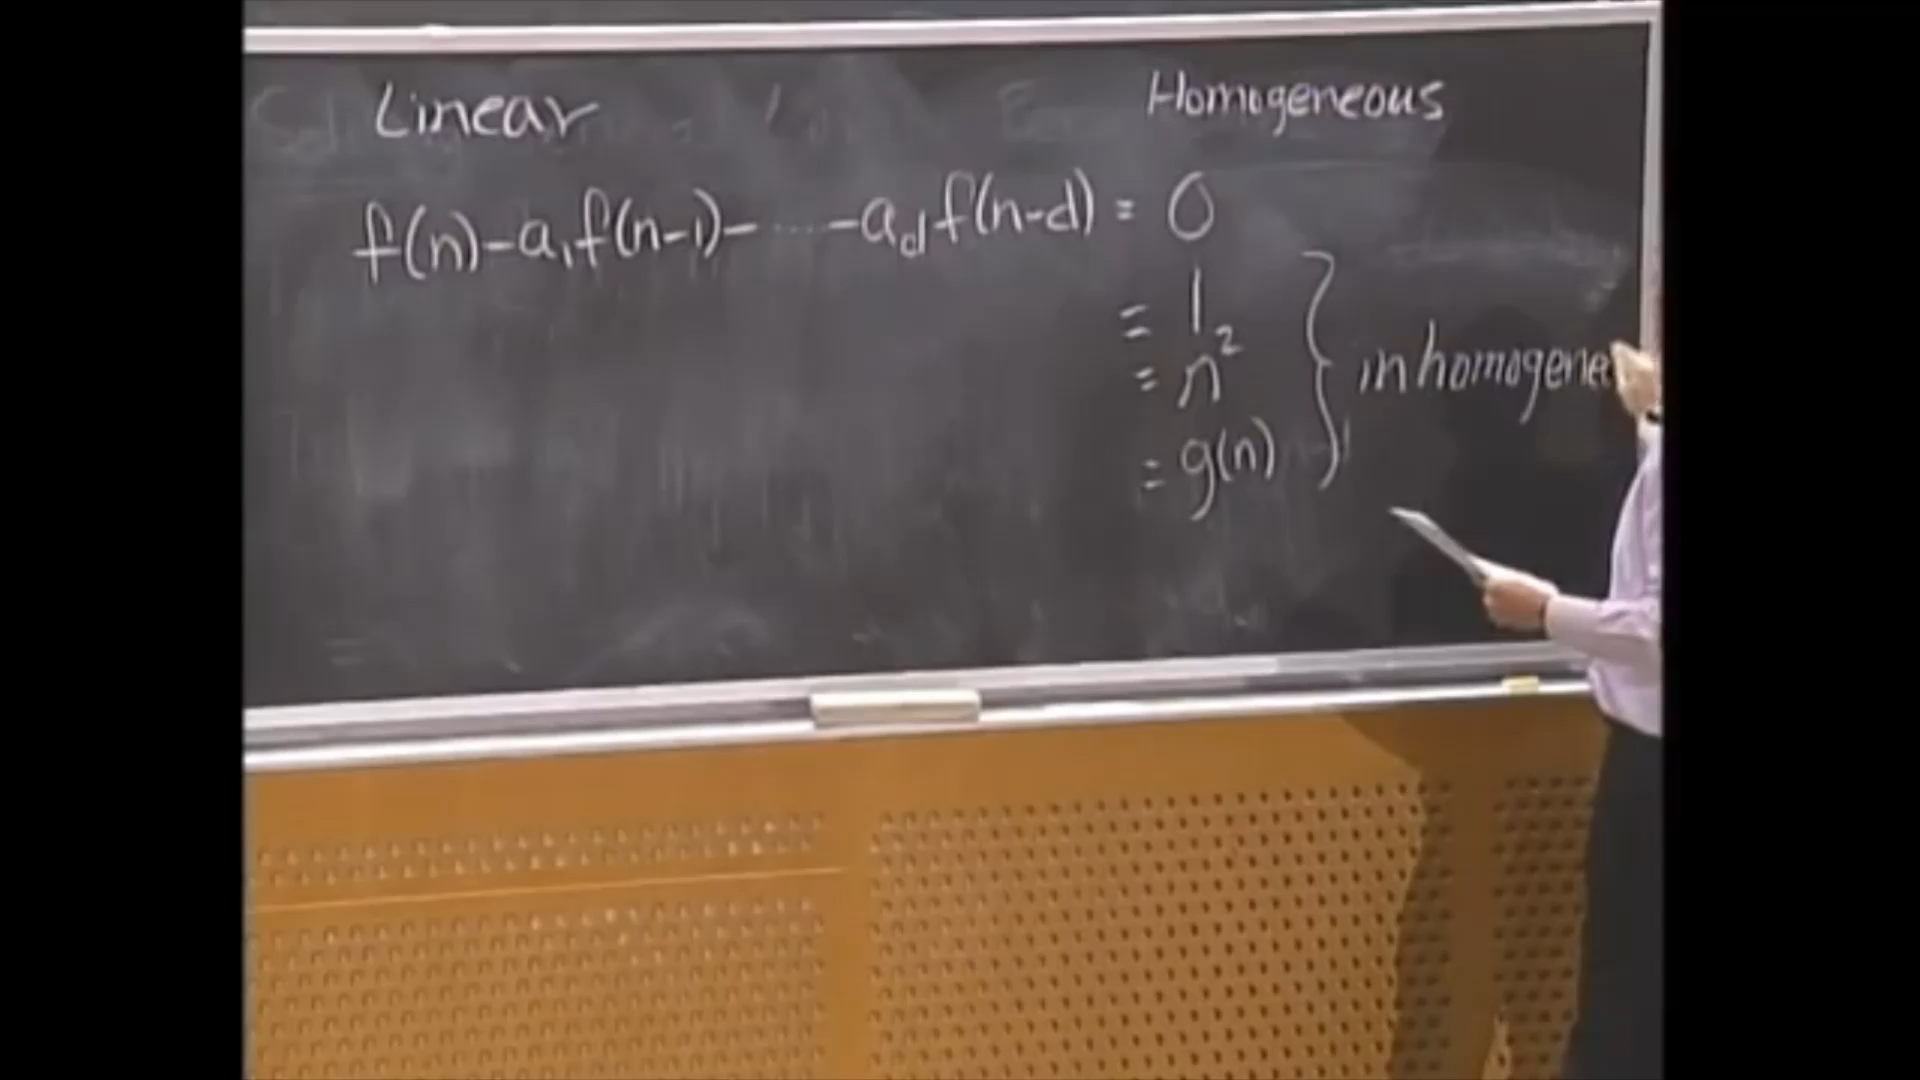 Linear Homogeneous
f(n)-a₁f(n-1)- ..... -a_d f(n-d) = 0
= 1
= n²
= g(n)
} inhomogene